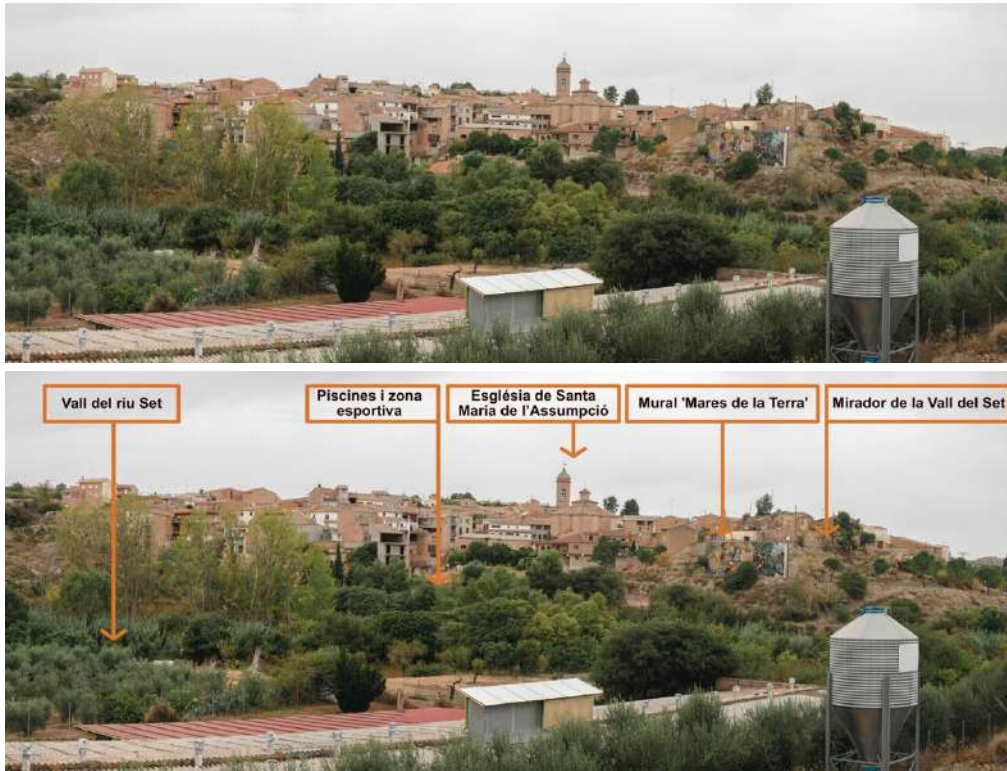 Vall del riu Set
Piscines i zona
esportiva
Església de Santa
Maria de l'Assumpció
Mural 'Mares de la Terra'
Mirador de la Vall del Set